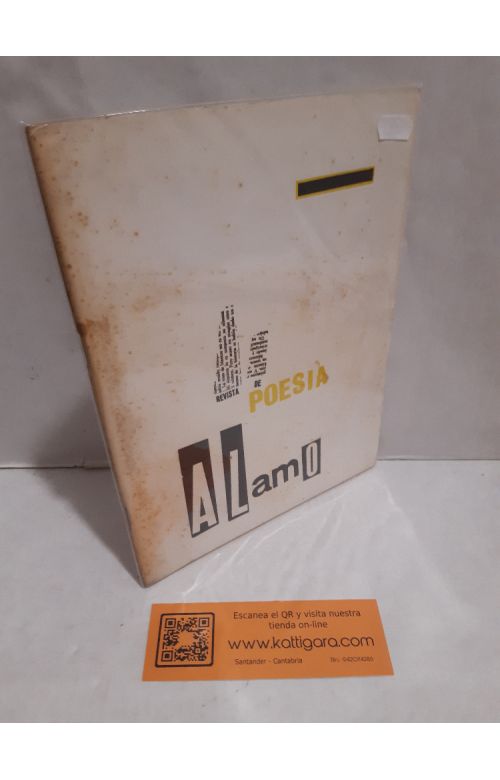 REVISTA
DE
POESIA
ALamO
Escanea el QR y visita nuestra
tienda on-line
www.kattigara.com
Santander - Cantabria